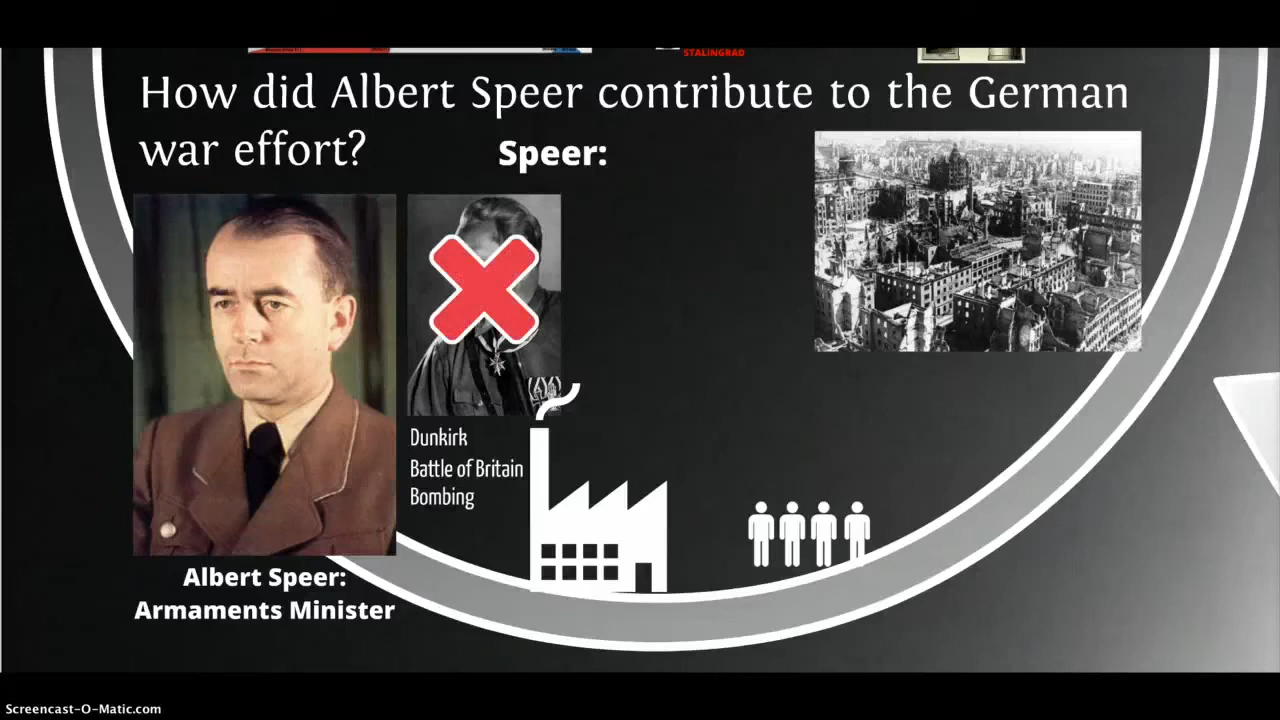 STALINGRAD
How did Albert Speer contribute to the German
war effort?
Speer:
Dunkirk
Battle of Britain
Bombing
Albert Speer:
Armaments Minister
Screencast-O-Matic.com